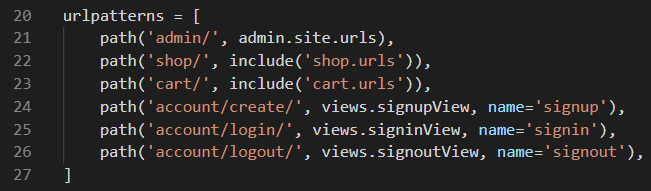 20 urlpatterns = [
21     path('admin/', admin.site.urls),
22     path('shop/', include('shop.urls')),
23     path('cart/', include('cart.urls')),
24     path('account/create/', views.signupView, name='signup'),
25     path('account/login/', views.signinView, name='signin'),
26     path('account/logout/', views.signoutView, name='signout'),
27 ]